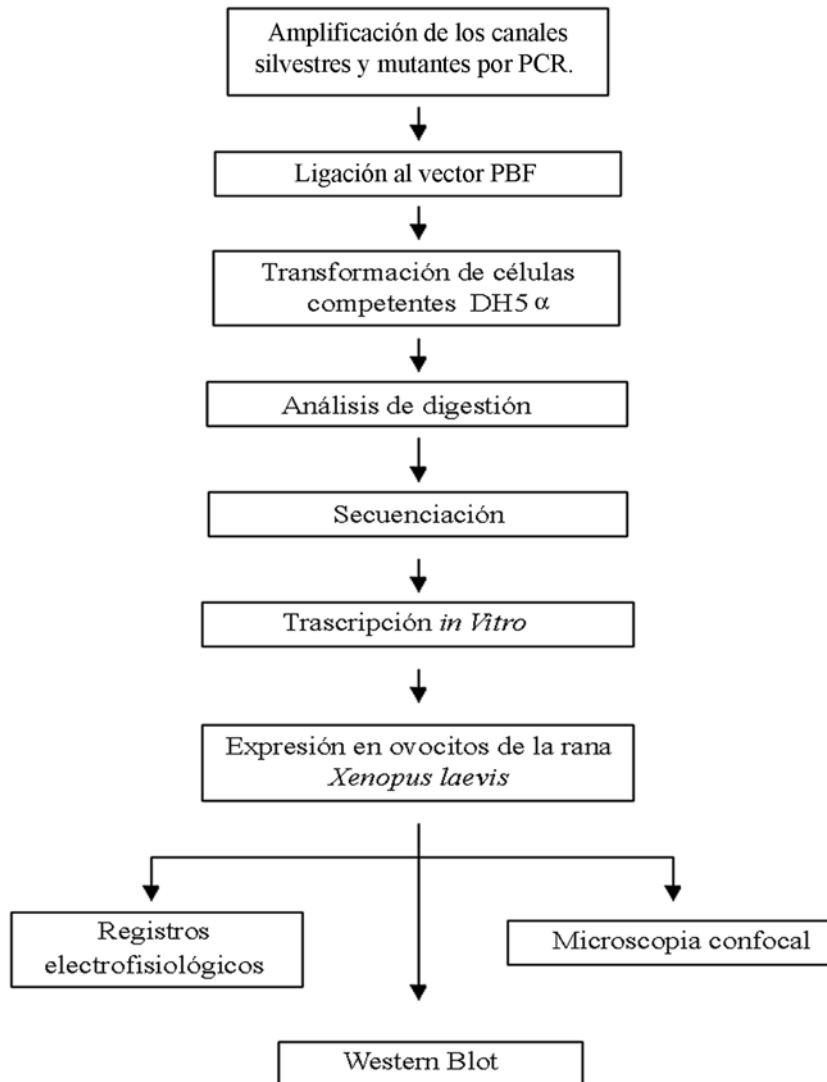 Amplificación de los canales
silvestres y mutantes por PCR.
Ligación al vector PBF
Transformación de células
competentes DH5 α
Análisis de digestión
Secuenciación
Trascripción in Vitro
Expresión en ovocitos de la rana
Xenopus laevis
Registros
electrofisiológicos
Microscopia confocal
Western Blot